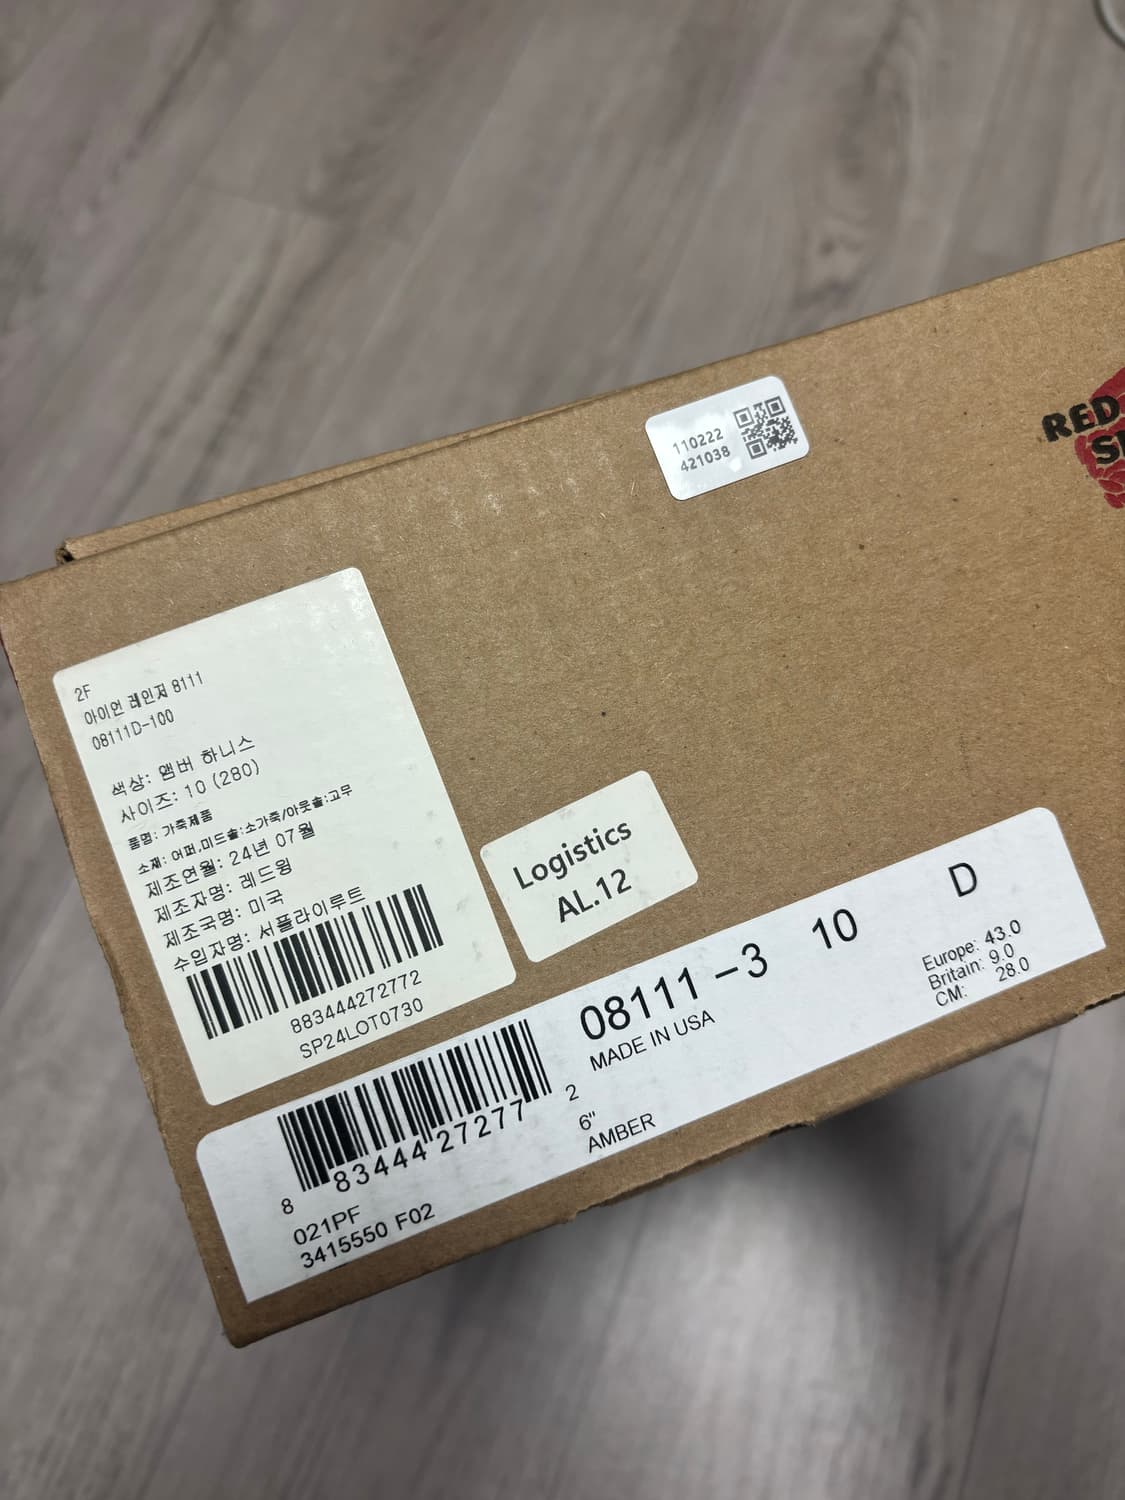 110222
421038
RED
2F
아이언 레인저 8111
08111D-100
색상: 앰버 하니스
사이즈: 10 (280)
품명: 가죽제품
소재: 어퍼,미드솔:소가죽/아웃솔:고무
제조연월: 24년 07월
제조자명: 레드윙
제조국명: 미국
수입자명: 서플라이루트
883444272772
SP24LOT0730
Logistics
AL.12
08111 -3 10 D
MADE IN USA
Europe: 43.0
Britain: 9.0
CM: 28.0
6"
AMBER
8 83444 27277 2
021PF
3415550 F02